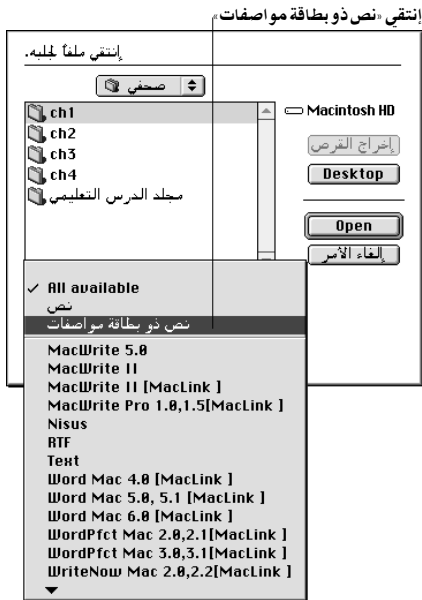 إنتقي «نص ذو بطاقة مواصفات»
إنتقي ملفاً لجلبه.
صحفي
ch1
ch2
ch3
ch4
مجلد الدرس التعليمي
Macintosh HD
إخراج القرص
Desktop
Open
إلغاء الأمر
✓ All available
نص
نص ذو بطاقة مواصفات
MacWrite 5.0
MacWrite II
MacWrite II [MacLink ]
MacWrite Pro 1.0,1.5[MacLink ]
Nisus
RTF
Text
Word Mac 4.0 [MacLink ]
Word Mac 5.0, 5.1 [MacLink ]
Word Mac 6.0 [MacLink ]
WordPfct Mac 2.0,2.1[MacLink ]
WordPfct Mac 3.0,3.1[MacLink ]
WriteNow Mac 2.0,2.2[MacLink ]